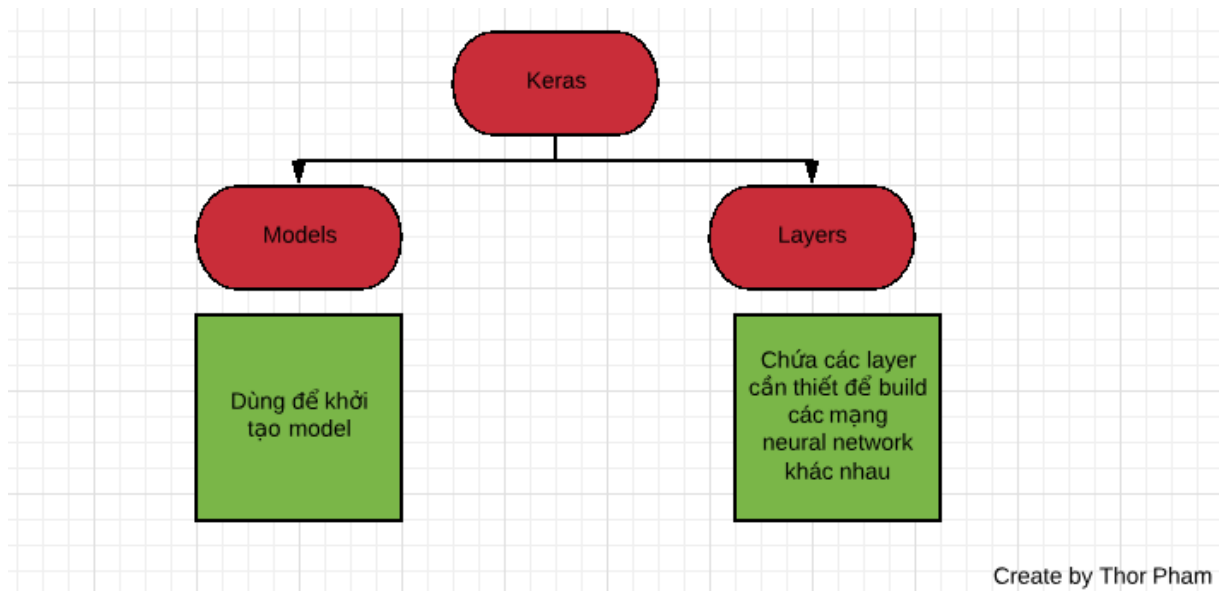 Keras
Models
Layers
Dùng để khởi
tạo model
Chứa các layer
cần thiết để build
các mạng
neural network
khác nhau
Create by Thor Pham